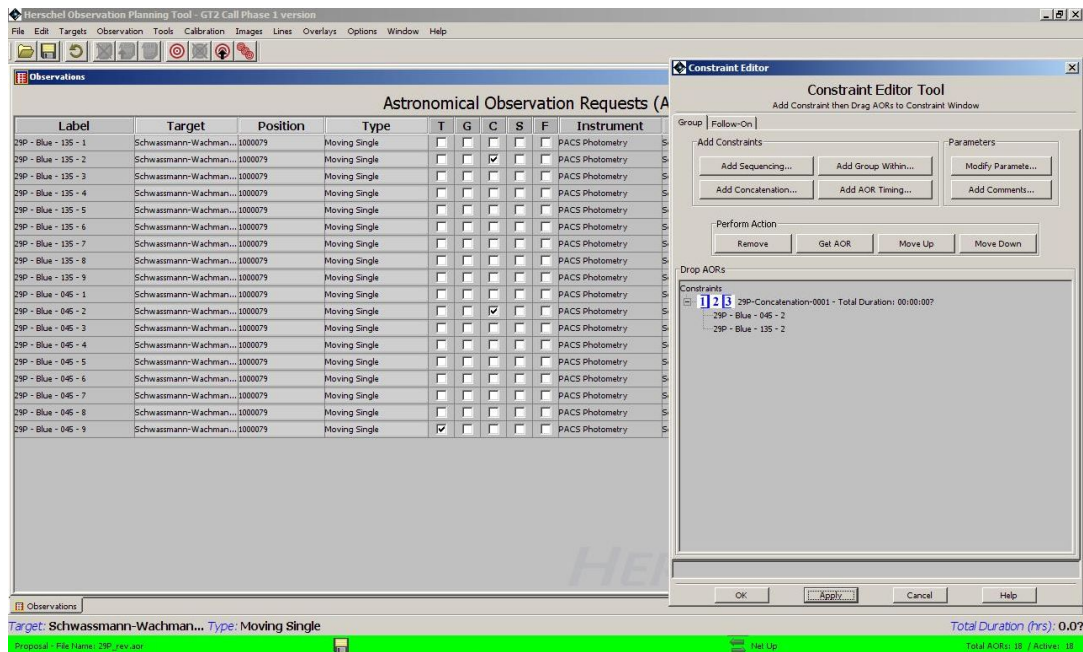 Herschel Observation Planning Tool - GT2 Call Phase 1 version
File Edit Targets Observation Tools Calibration Images Lines Overlays Options Window Help
Observations
Astronomical Observation Requests (A
Label Target Position Type T G C S F Instrument
29P - Blue - 135 - 1 Schwassmann-Wachman... 1000079 Moving Single PACS Photometry
29P - Blue - 135 - 2 Schwassmann-Wachman... 1000079 Moving Single PACS Photometry
29P - Blue - 135 - 3 Schwassmann-Wachman... 1000079 Moving Single PACS Photometry
29P - Blue - 135 - 4 Schwassmann-Wachman... 1000079 Moving Single PACS Photometry
29P - Blue - 135 - 5 Schwassmann-Wachman... 1000079 Moving Single PACS Photometry
29P - Blue - 135 - 6 Schwassmann-Wachman... 1000079 Moving Single PACS Photometry
29P - Blue - 135 - 7 Schwassmann-Wachman... 1000079 Moving Single PACS Photometry
29P - Blue - 135 - 8 Schwassmann-Wachman... 1000079 Moving Single PACS Photometry
29P - Blue - 135 - 9 Schwassmann-Wachman... 1000079 Moving Single PACS Photometry
29P - Blue - 045 - 1 Schwassmann-Wachman... 1000079 Moving Single PACS Photometry
29P - Blue - 045 - 2 Schwassmann-Wachman... 1000079 Moving Single PACS Photometry
29P - Blue - 045 - 3 Schwassmann-Wachman... 1000079 Moving Single PACS Photometry
29P - Blue - 045 - 4 Schwassmann-Wachman... 1000079 Moving Single PACS Photometry
29P - Blue - 045 - 5 Schwassmann-Wachman... 1000079 Moving Single PACS Photometry
29P - Blue - 045 - 6 Schwassmann-Wachman... 1000079 Moving Single PACS Photometry
29P - Blue - 045 - 7 Schwassmann-Wachman... 1000079 Moving Single PACS Photometry
29P - Blue - 045 - 8 Schwassmann-Wachman... 1000079 Moving Single PACS Photometry
29P - Blue - 045 - 9 Schwassmann-Wachman... 1000079 Moving Single PACS Photometry
HER
Constraint Editor
Constraint Editor Tool
Add Constraint then Drag AORs to Constraint Window
Group Follow-On
Add Constraints Parameters
Add Sequencing... Add Group Within... Modify Paramete...
Add Concatenation... Add AOR Timing... Add Comments...
Perform Action
Remove Get AOR Move Up Move Down
Drop AORs
Constraints
1 2 3 29P-Concatenation-0001 - Total Duration: 00:00:00?
29P - Blue - 045 - 2
29P - Blue - 135 - 2
OK Apply Cancel Help
Observations
Target: Schwassmann-Wachman... Type: Moving Single Total Duration (hrs): 0.0?
Proposal - File Name: 29P_rev.aor Net Up Total AORs: 18 / Active: 18